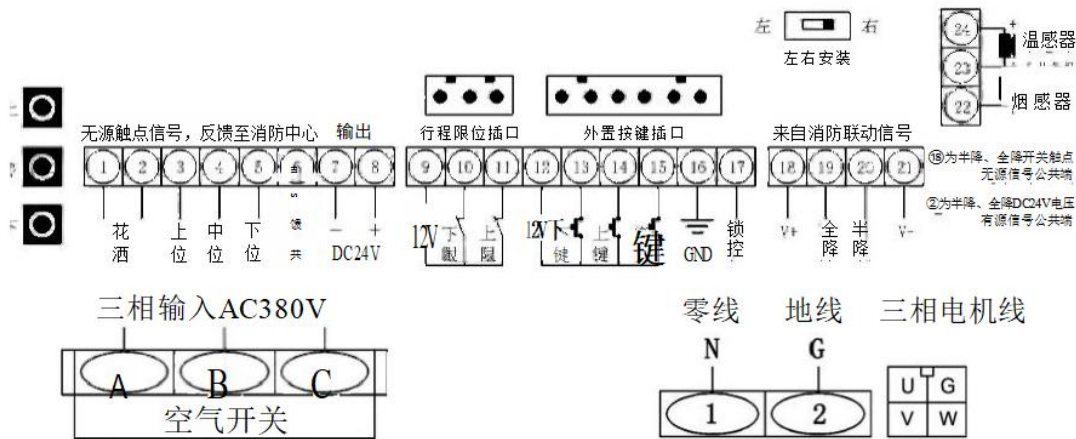 左 右
左右安装
24
23
22
+
温感器
烟感器
无源触点信号，反馈至消防中心 输出
行程限位插口
外置按键插口
来自消防联动信号
1 2 3 4 5 6 7 8
9 10 11 12 13 14 15 16 17
18 19 20 21
⑱为半降、全降开关触点
无源信号公共端
②为半降、全降DC24V电压
有源信号公共端
花洒
上位
中位
下位
馈共
－ ＋
DC24V
12V
下限
上限
12V
下键
上键
键
GND
锁控
V+
全降
半降
V-
三相输入AC380V
A B C
空气开关
零线 地线 三相电机线
N G
1 2
U G
V W